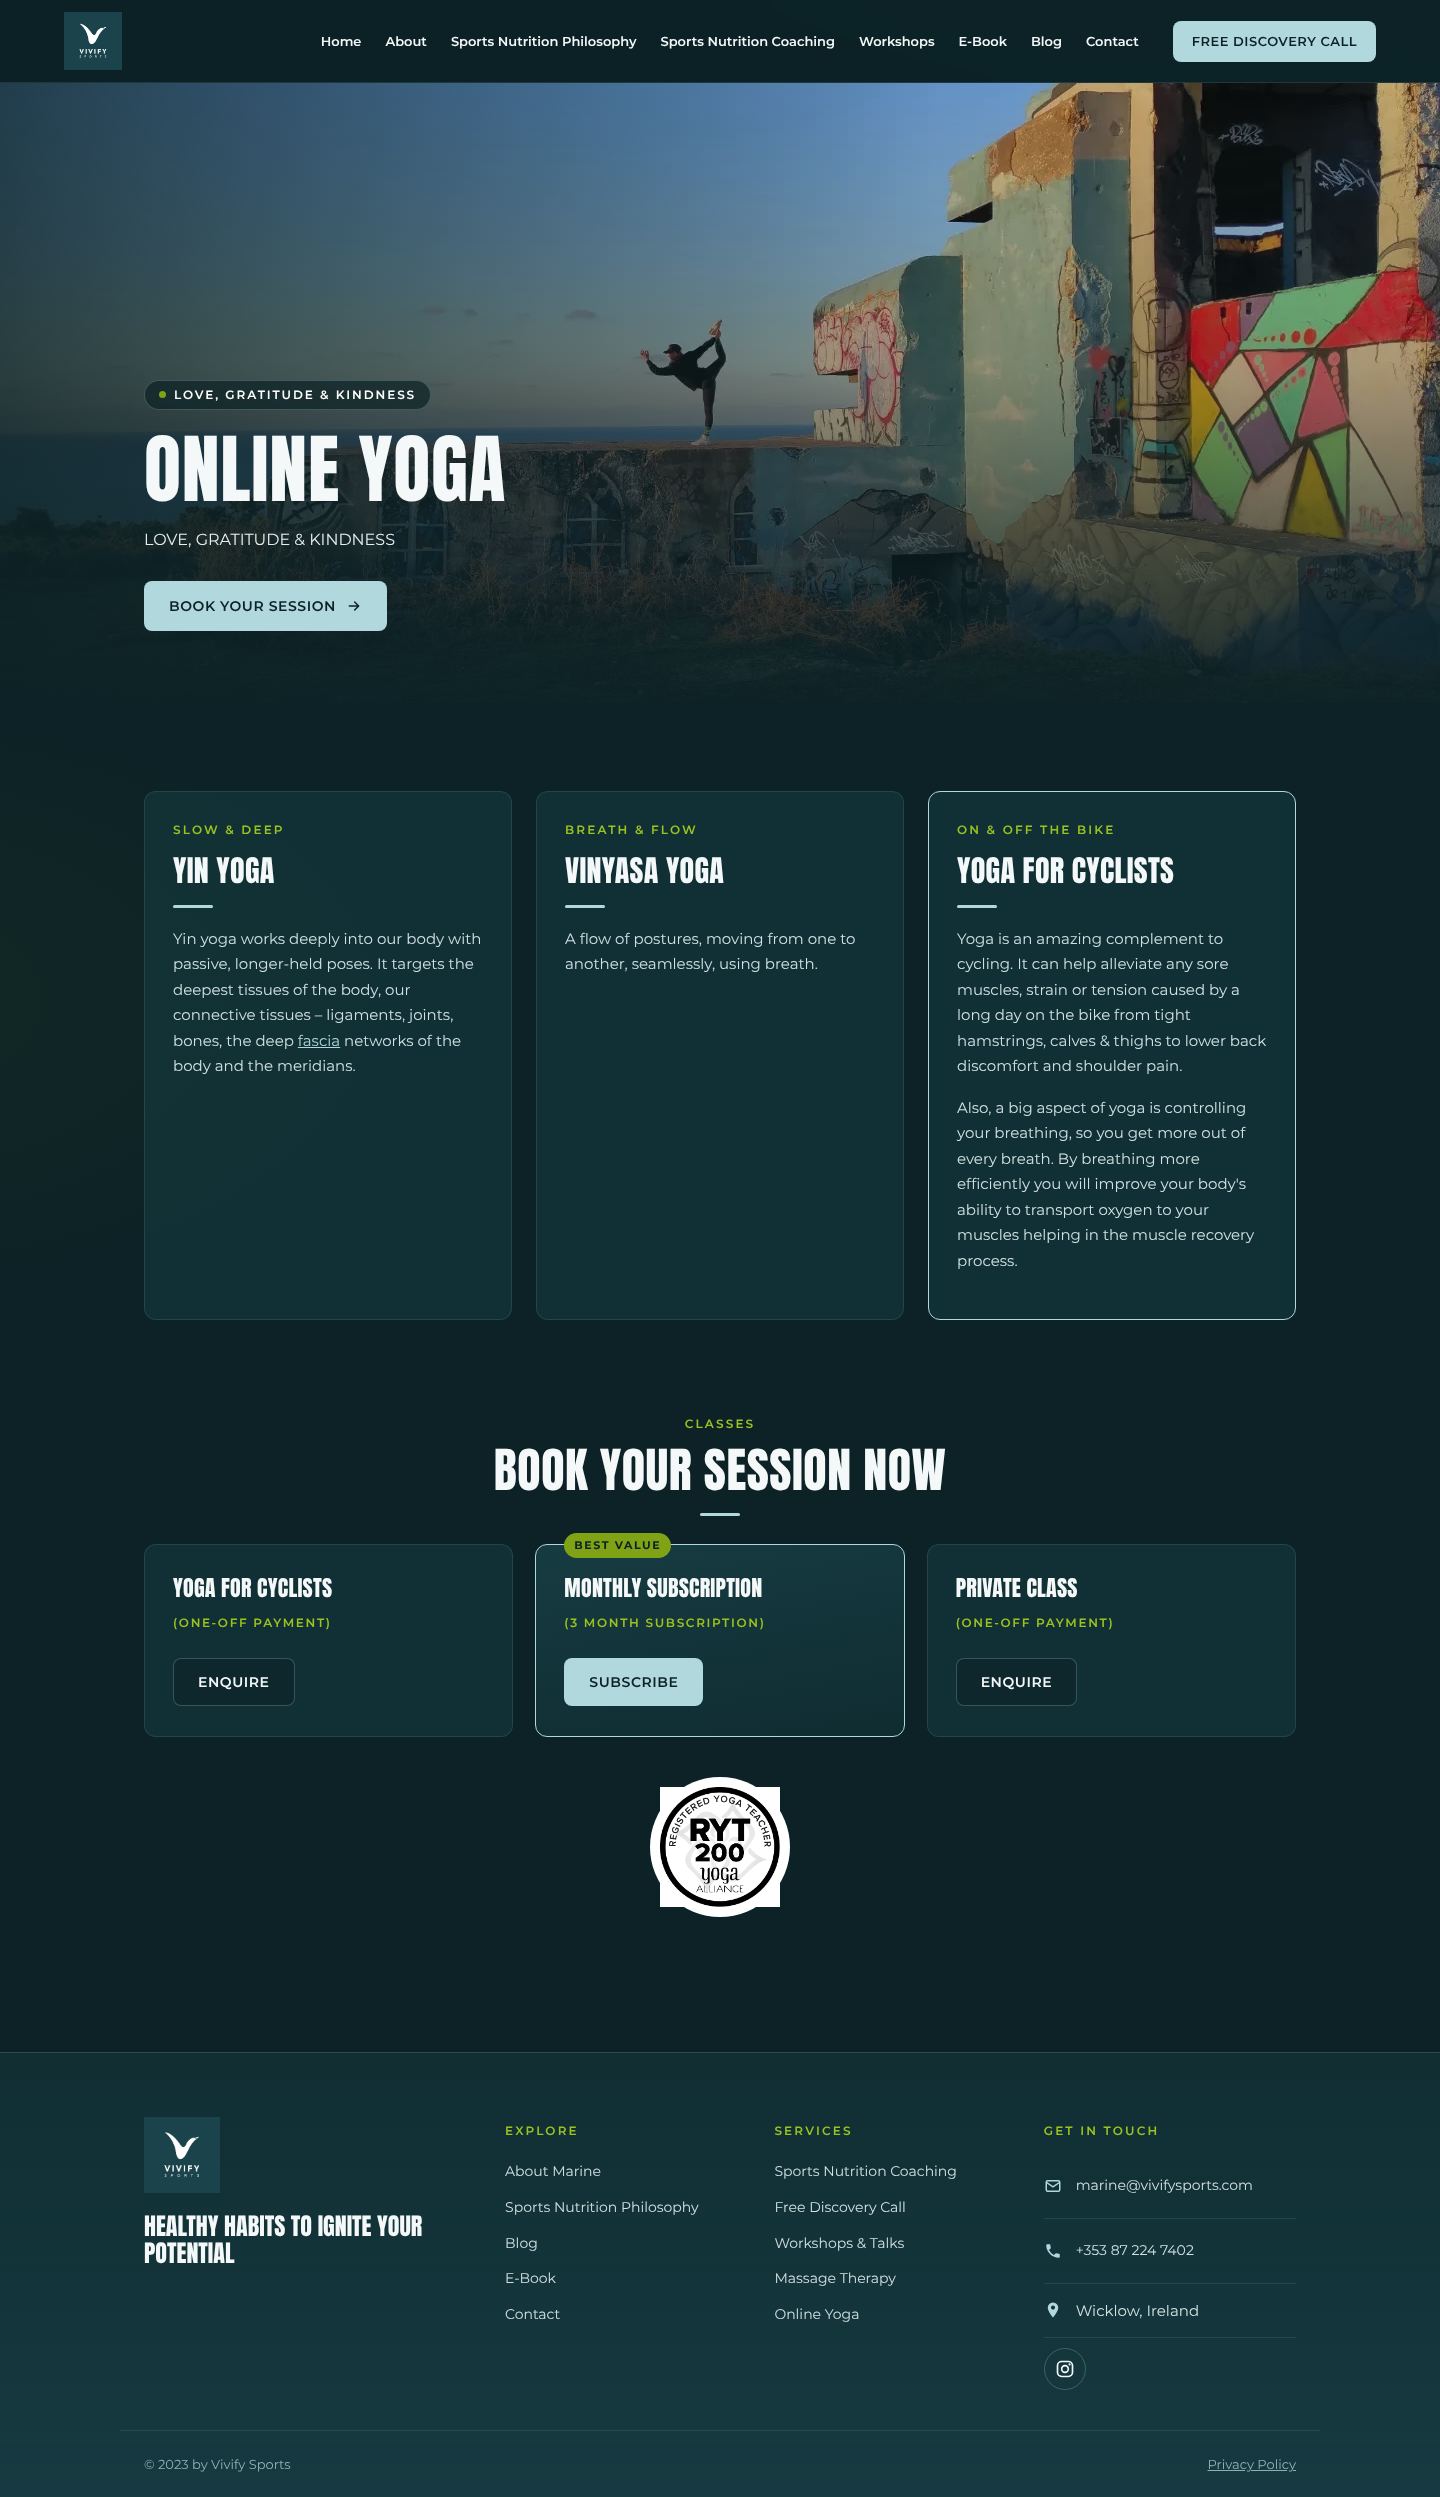 VIVIFY
SPORTS
Home About Sports Nutrition Philosophy Sports Nutrition Coaching Workshops E-Book Blog Contact FREE DISCOVERY CALL
LOVE, GRATITUDE & KINDNESS
ONLINE YOGA
LOVE, GRATITUDE & KINDNESS
BOOK YOUR SESSION →
SLOW & DEEP
YIN YOGA
Yin yoga works deeply into our body with
passive, longer-held poses. It targets the
deepest tissues of the body, our
connective tissues – ligaments, joints,
bones, the deep fascia networks of the
body and the meridians.
BREATH & FLOW
VINYASA YOGA
A flow of postures, moving from one to
another, seamlessly, using breath.
ON & OFF THE BIKE
YOGA FOR CYCLISTS
Yoga is an amazing complement to
cycling. It can help alleviate any sore
muscles, strain or tension caused by a
long day on the bike from tight
hamstrings, calves & thighs to lower back
discomfort and shoulder pain.
Also, a big aspect of yoga is controlling
your breathing, so you get more out of
every breath. By breathing more
efficiently you will improve your body's
ability to transport oxygen to your
muscles helping in the muscle recovery
process.
CLASSES
BOOK YOUR SESSION NOW
YOGA FOR CYCLISTS
(ONE-OFF PAYMENT)
ENQUIRE
BEST VALUE
MONTHLY SUBSCRIPTION
(3 MONTH SUBSCRIPTION)
SUBSCRIBE
PRIVATE CLASS
(ONE-OFF PAYMENT)
ENQUIRE
REGISTERED YOGA TEACHER
RYT
200
yoga
ALLIANCE
VIVIFY
SPORTS
HEALTHY HABITS TO IGNITE YOUR
POTENTIAL
EXPLORE
About Marine
Sports Nutrition Philosophy
Blog
E-Book
Contact
SERVICES
Sports Nutrition Coaching
Free Discovery Call
Workshops & Talks
Massage Therapy
Online Yoga
GET IN TOUCH
marine@vivifysports.com
+353 87 224 7402
Wicklow, Ireland
© 2023 by Vivify Sports
Privacy Policy